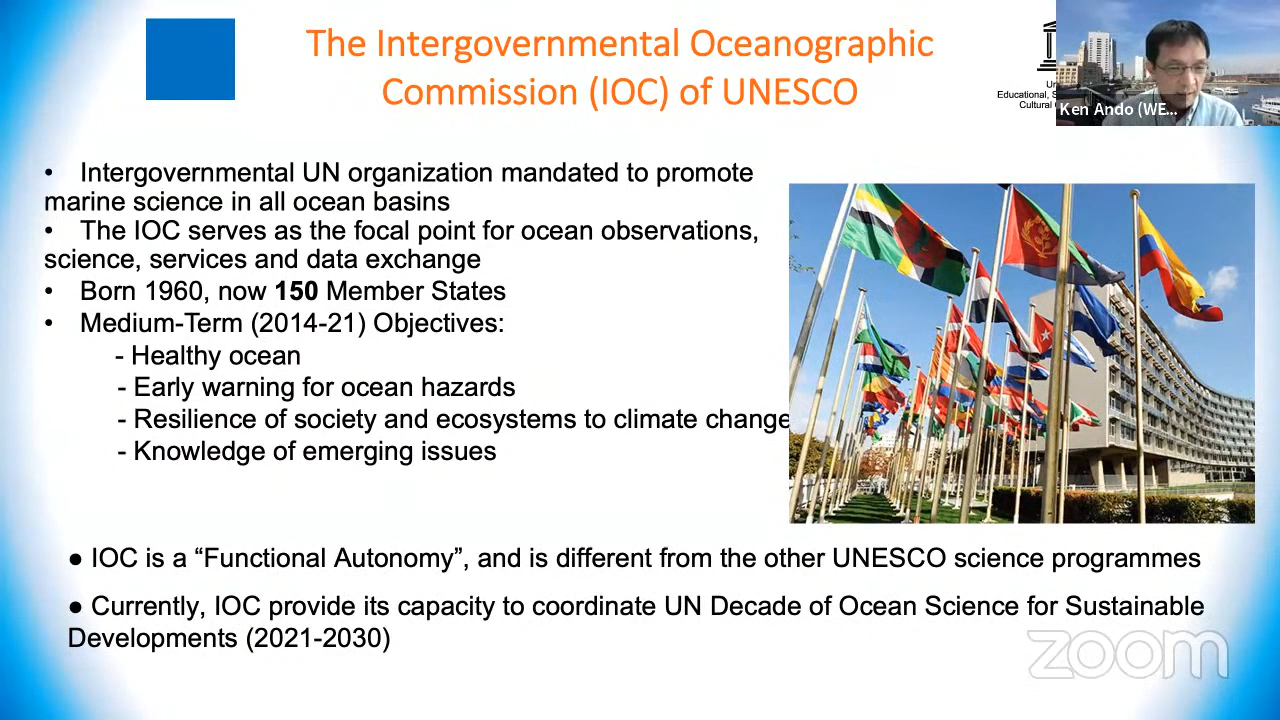 The Intergovernmental Oceanographic
Commission (IOC) of UNESCO
Educational, S
Cultural
Ken Ando (WE...
• Intergovernmental UN organization mandated to promote
marine science in all ocean basins
• The IOC serves as the focal point for ocean observations,
science, services and data exchange
• Born 1960, now 150 Member States
• Medium-Term (2014-21) Objectives:
- Healthy ocean
- Early warning for ocean hazards
- Resilience of society and ecosystems to climate change
- Knowledge of emerging issues
● IOC is a “Functional Autonomy”, and is different from the other UNESCO science programmes
● Currently, IOC provide its capacity to coordinate UN Decade of Ocean Science for Sustainable
Developments (2021-2030)
zoom